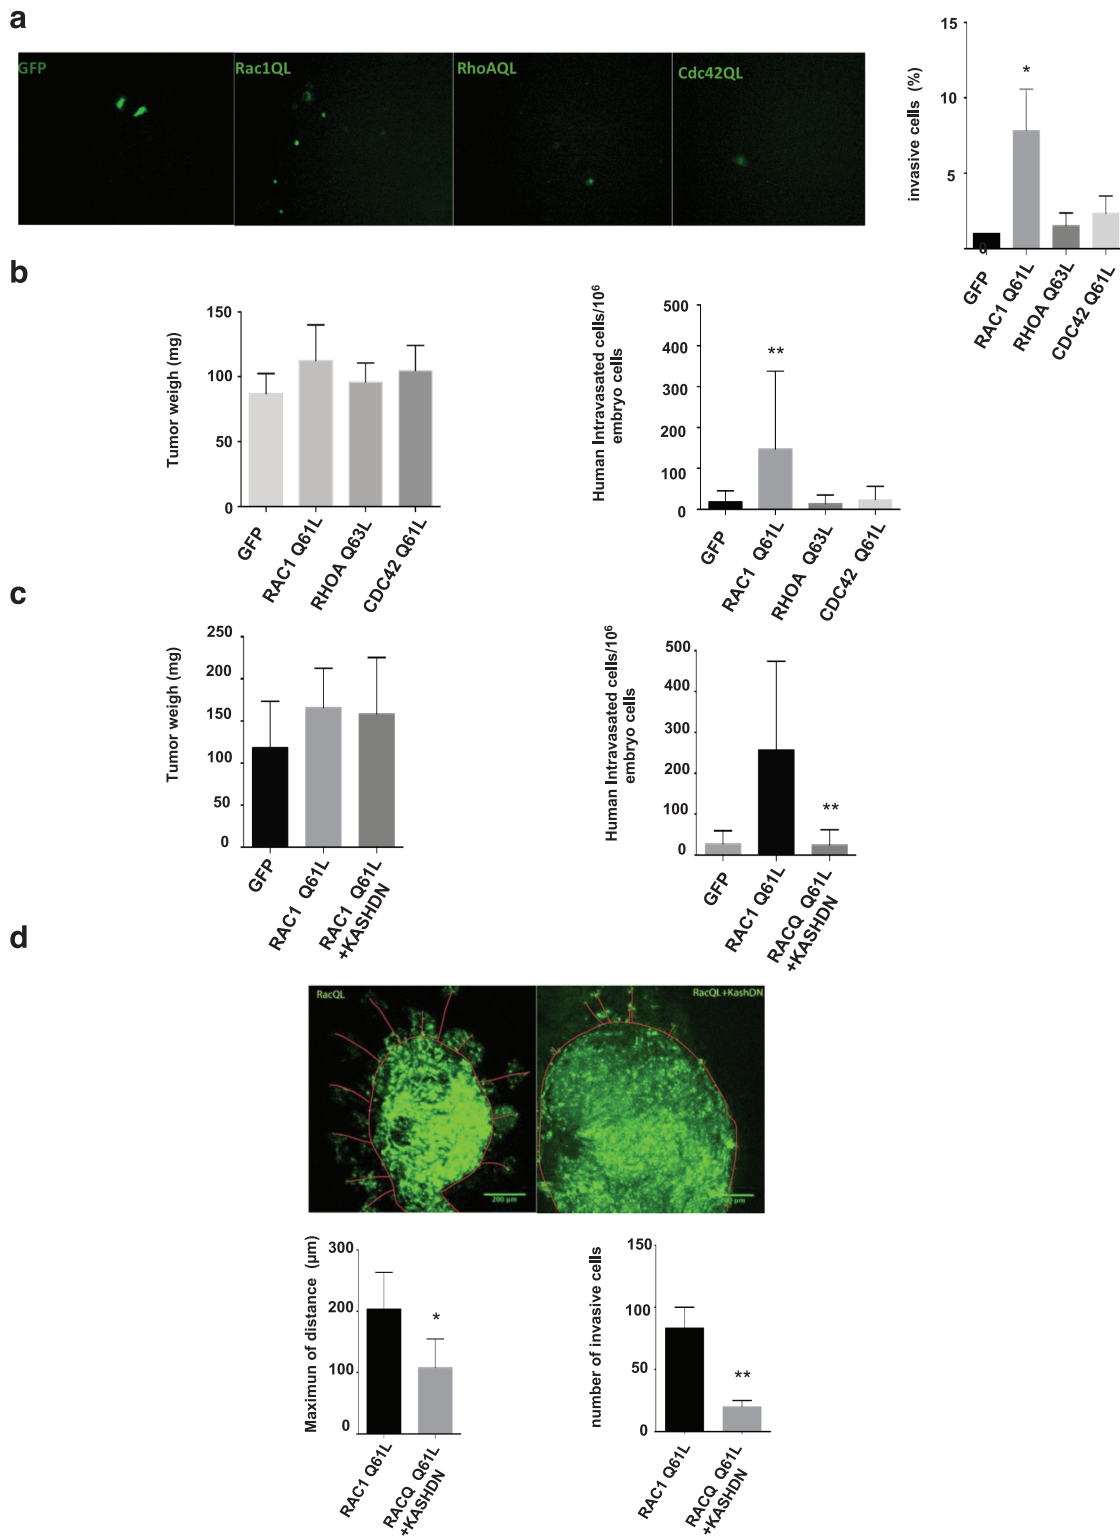 a
GFP
Rac1QL
RhoAQL
Cdc42QL
invasive cells (%)
15
10
5
0
GFP
RAC1 Q61L
RHOA Q63L
CDC42 Q61L
b
Tumor weigh (mg)
150
100
50
0
GFP
RAC1 Q61L
RHOA Q63L
CDC42 Q61L
Human Intravasated cells/10⁶
embryo cells
500
400
300
200
100
0
**
GFP
RAC1 Q61L
RHOA Q63L
CDC42 Q61L
c
Tumor weigh (mg)
250
200
150
100
50
0
GFP
RAC1 Q61L
RAC1 Q61L
+KASHDN
Human Intravasated cells/10⁶
embryo cells
500
400
300
200
100
0
**
GFP
RAC1 Q61L
RACQ Q61L
+KASHDN
d
RacQL
200 µm
RacQL+KashDN
200 µm
Maximun of distance (µm)
300
200
100
0
*
RAC1 Q61L
RACQ Q61L
+KASHDN
number of invasive cells
150
100
50
0
**
RAC1 Q61L
RACQ Q61L
+KASHDN